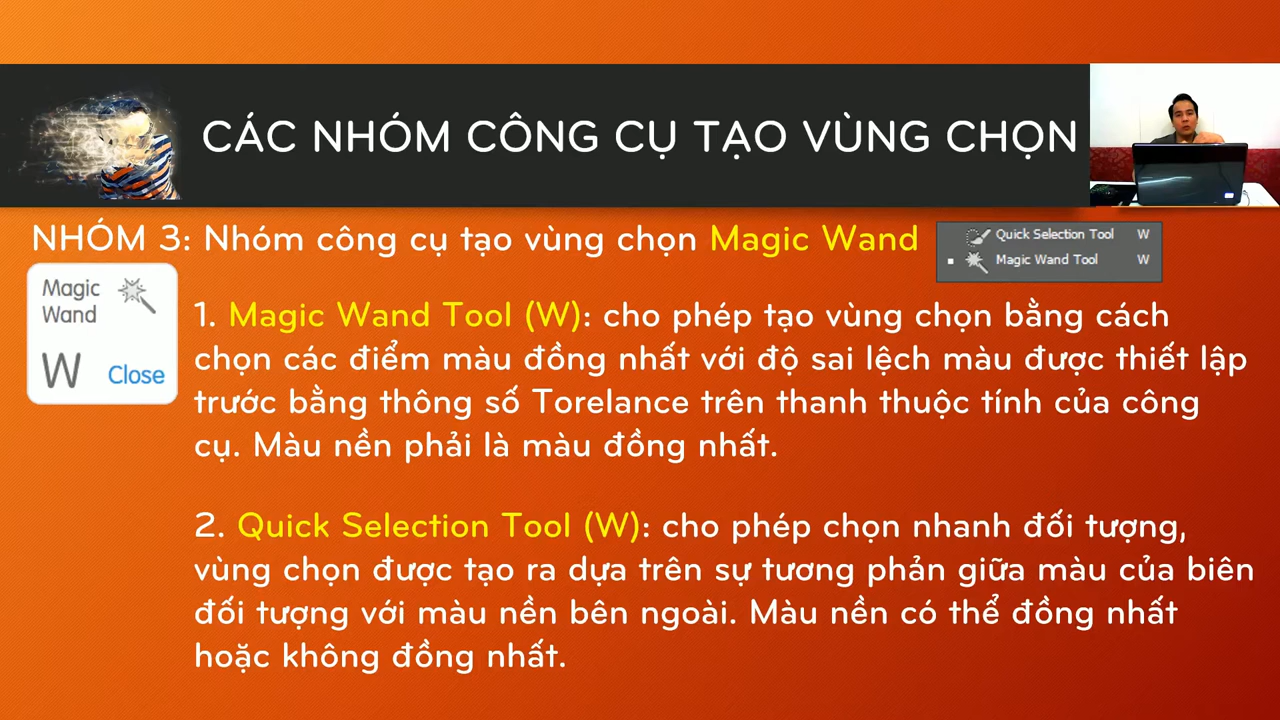 CÁC NHÓM CÔNG CỤ TẠO VÙNG CHỌN
NHÓM 3: Nhóm công cụ tạo vùng chọn Magic Wand
Quick Selection Tool W
Magic Wand Tool W
Magic
Wand
W Close
1. Magic Wand Tool (W): cho phép tạo vùng chọn bằng cách
chọn các điểm màu đồng nhất với độ sai lệch màu được thiết lập
trước bằng thông số Torelance trên thanh thuộc tính của công
cụ. Màu nền phải là màu đồng nhất.
2. Quick Selection Tool (W): cho phép chọn nhanh đối tượng,
vùng chọn được tạo ra dựa trên sự tương phản giữa màu của biên
đối tượng với màu nền bên ngoài. Màu nền có thể đồng nhất
hoặc không đồng nhất.